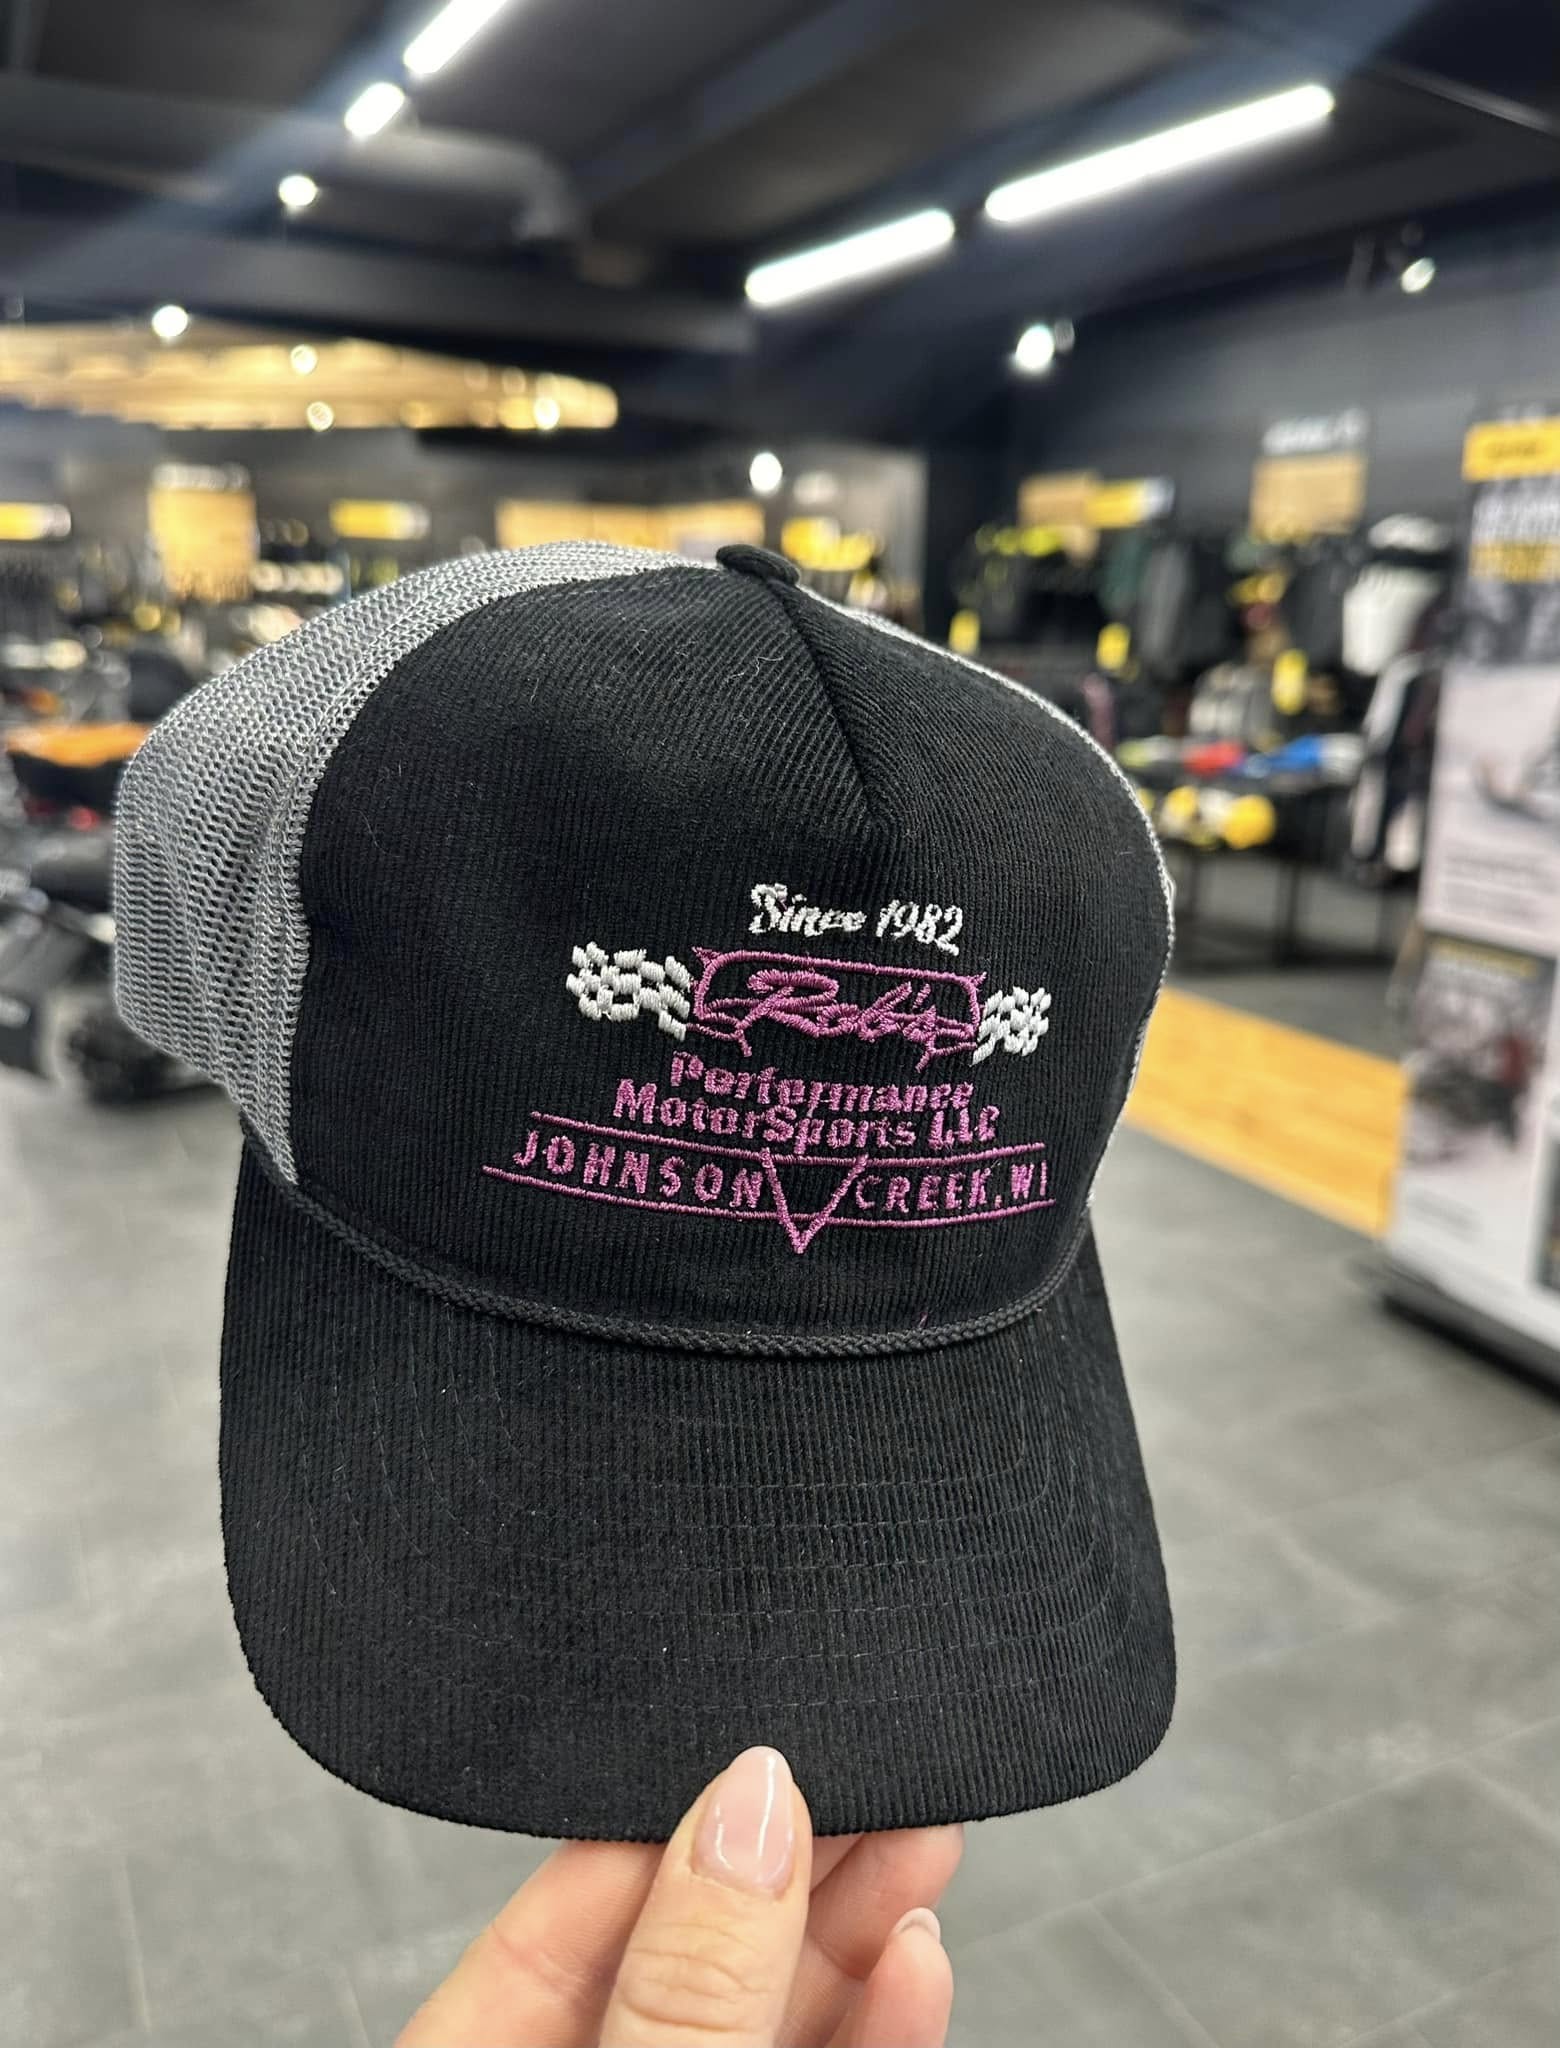 Since 1982
Rob's
Performance
MotorSports LLC
JOHNSON CREEK, WI